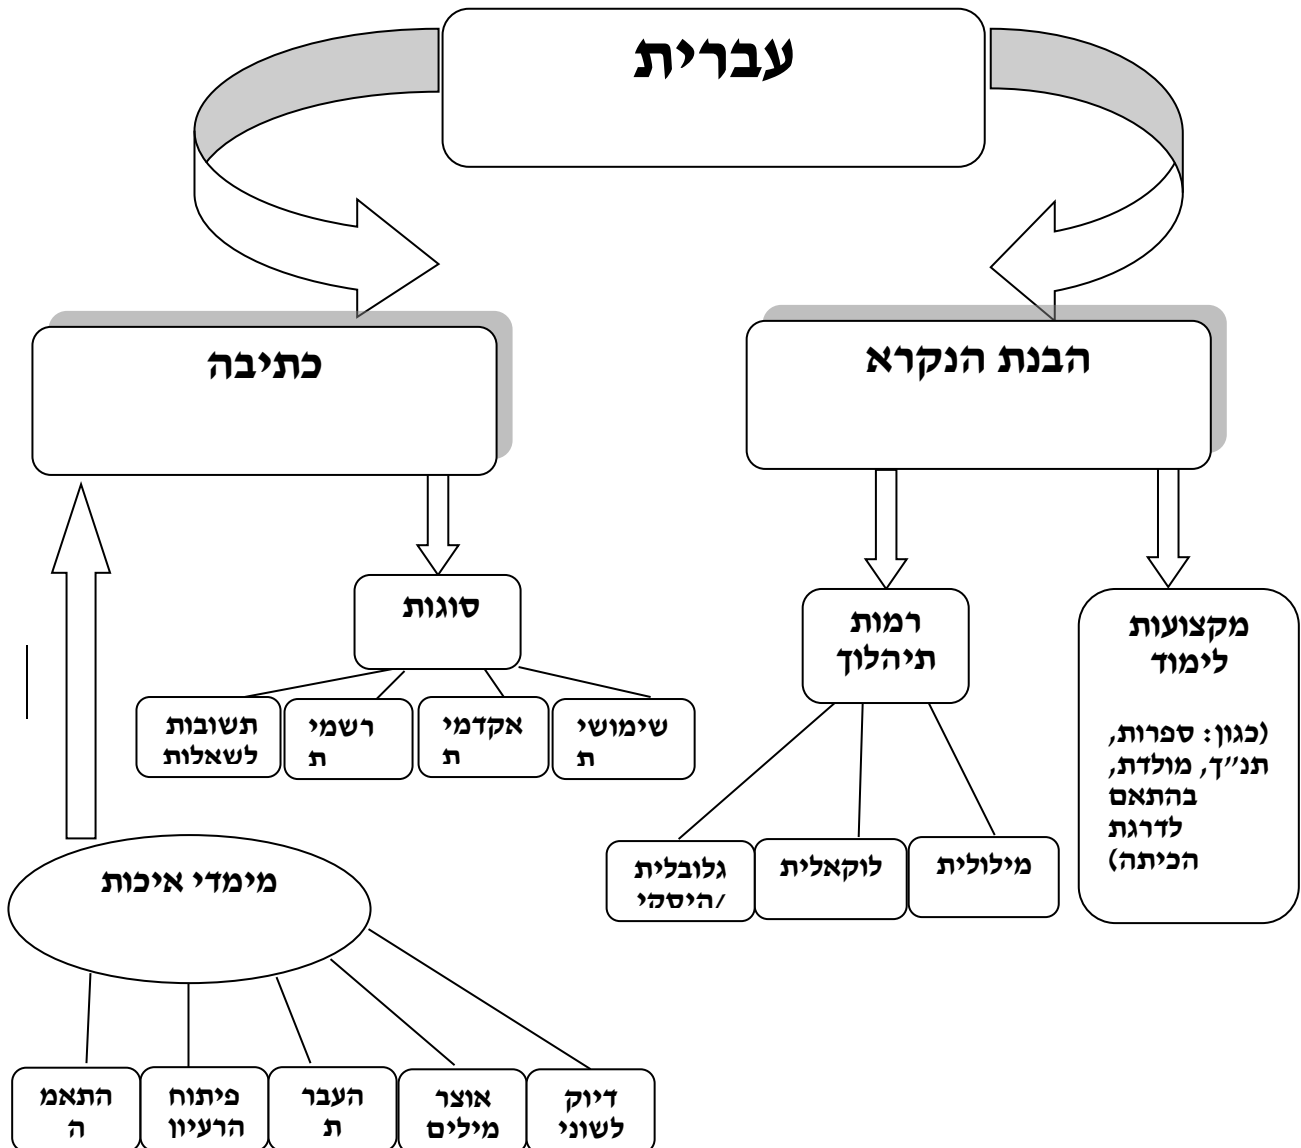 עברית
הבנת הנקרא
כתיבה
מקצועות
לימוד
(כגון: ספרות,
תנ״ך, מולדת,
בהתאם
לדרגת
הכיתה)
רמות
תיהלוך
מילולית
לוקאלית
גלובלית
/היסקי
סוגות
שימושי
ת
אקדמי
ת
רשמי
ת
תשובות
לשאלות
מימדי איכות
דיוק
לשוני
אוצר
מילים
העבר
ת
פיתוח
הרעיון
התאמ
ה